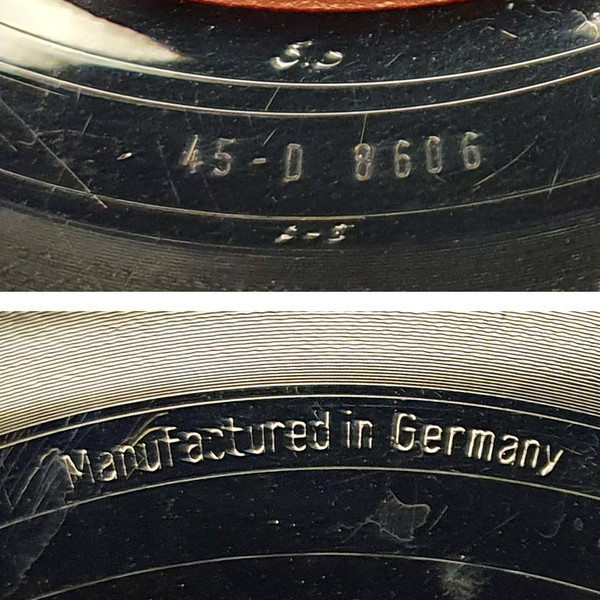 45-D 8606
Manufactured in Germany